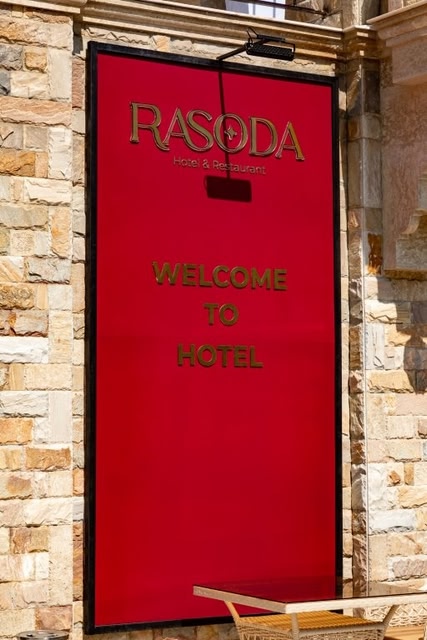 RASODA
Hotel & Restaurant
WELCOME
TO
HOTEL